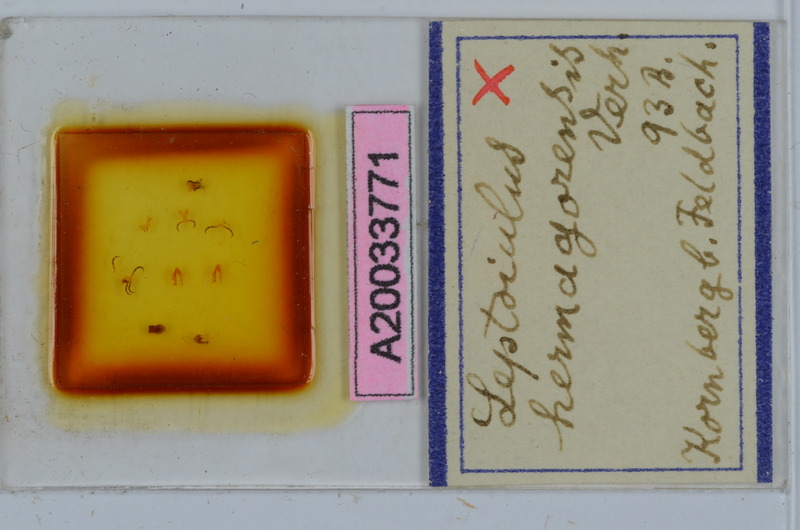 A20033771
X
Leptoiulus
hermagorensis
Verh
93 B.
Kornberg b. Feldbach.